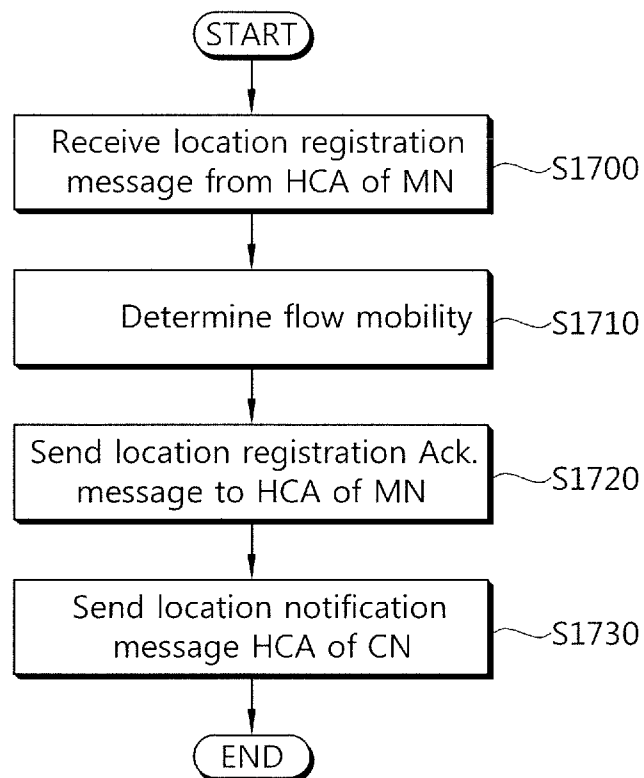 START
Receive location registration
message from HCA of MN
S1700
Determine flow mobility
S1710
Send location registration Ack.
message to HCA of MN
S1720
Send location notification
message HCA of CN
S1730
END